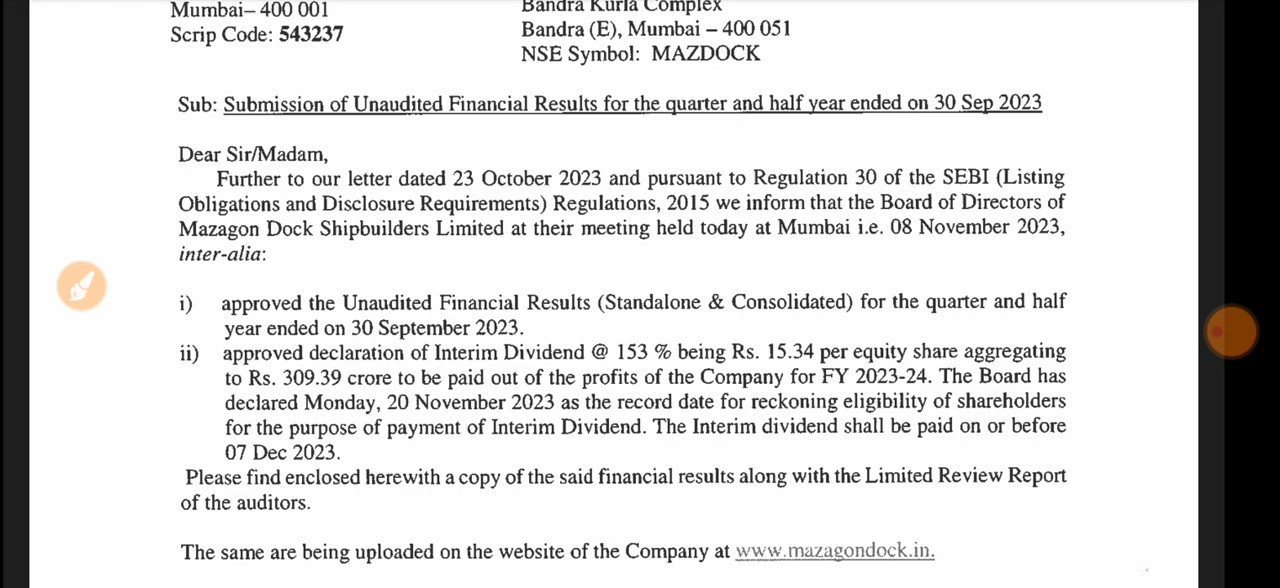 Mumbai– 400 001
Scrip Code: 543237
Bandra Kurla Complex
Bandra (E), Mumbai – 400 051
NSE Symbol: MAZDOCK
Sub: Submission of Unaudited Financial Results for the quarter and half year ended on 30 Sep 2023
Dear Sir/Madam,
Further to our letter dated 23 October 2023 and pursuant to Regulation 30 of the SEBI (Listing
Obligations and Disclosure Requirements) Regulations, 2015 we inform that the Board of Directors of
Mazagon Dock Shipbuilders Limited at their meeting held today at Mumbai i.e. 08 November 2023,
inter-alia:
i) approved the Unaudited Financial Results (Standalone & Consolidated) for the quarter and half
year ended on 30 September 2023.
ii) approved declaration of Interim Dividend @ 153 % being Rs. 15.34 per equity share aggregating
to Rs. 309.39 crore to be paid out of the profits of the Company for FY 2023-24. The Board has
declared Monday, 20 November 2023 as the record date for reckoning eligibility of shareholders
for the purpose of payment of Interim Dividend. The Interim dividend shall be paid on or before
07 Dec 2023.
Please find enclosed herewith a copy of the said financial results along with the Limited Review Report
of the auditors.
The same are being uploaded on the website of the Company at www.mazagondock.in.